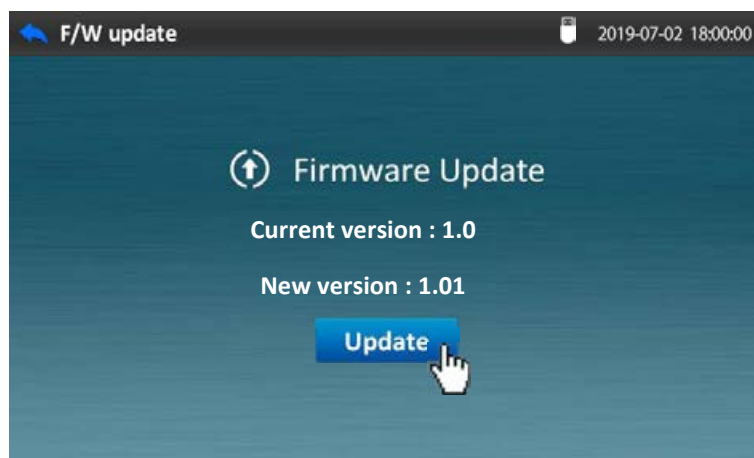 F/W update
2019-07-02 18:00:00
Firmware Update
Current version : 1.0
New version : 1.01
Update